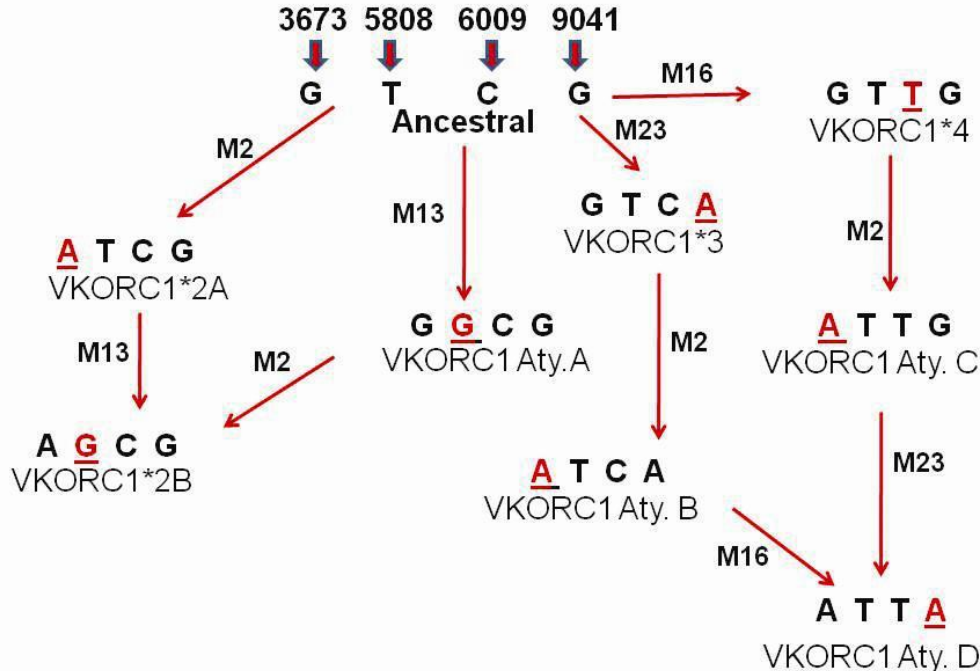 3673 5808 6009 9041
G T C G
Ancestral
M16
G T T G
VKORC1*4
M23
M2
M13
G T C A
VKORC1*3
M2
A T C G
VKORC1*2A
G G C G
VKORC1 Aty.A
A T T G
VKORC1 Aty. C
M13
M2
M2
A G C G
VKORC1*2B
A T C A
VKORC1 Aty. B
M23
M16
A T T A
VKORC1 Aty. D